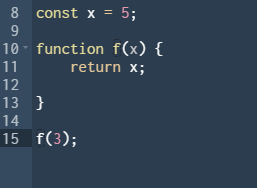 8 const x = 5;
9
10 function f(x) {
11 return x;
12
13 }
14
15 f(3);